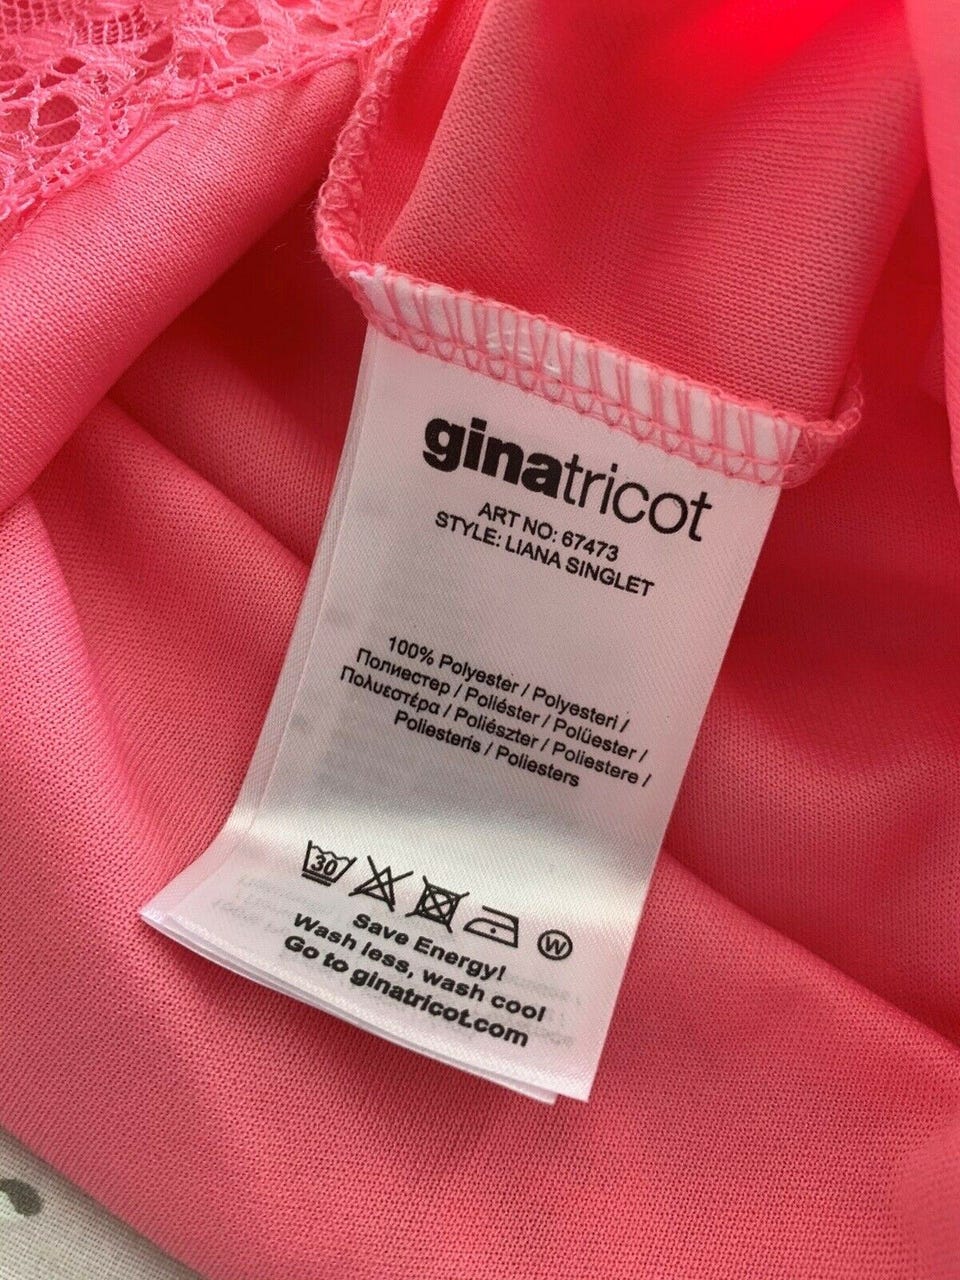 ginatricot
ART NO: 67473
STYLE: LIANA SINGLET
100% Polyester / Polyesteri /
Полиестер / Poliéster / Polüester /
Πολυεστέρα / Poliészter / Poliestere /
Poliesteris / Poliesters
30
W
Save Energy!
Wash less, wash cool
Go to ginatricot.com